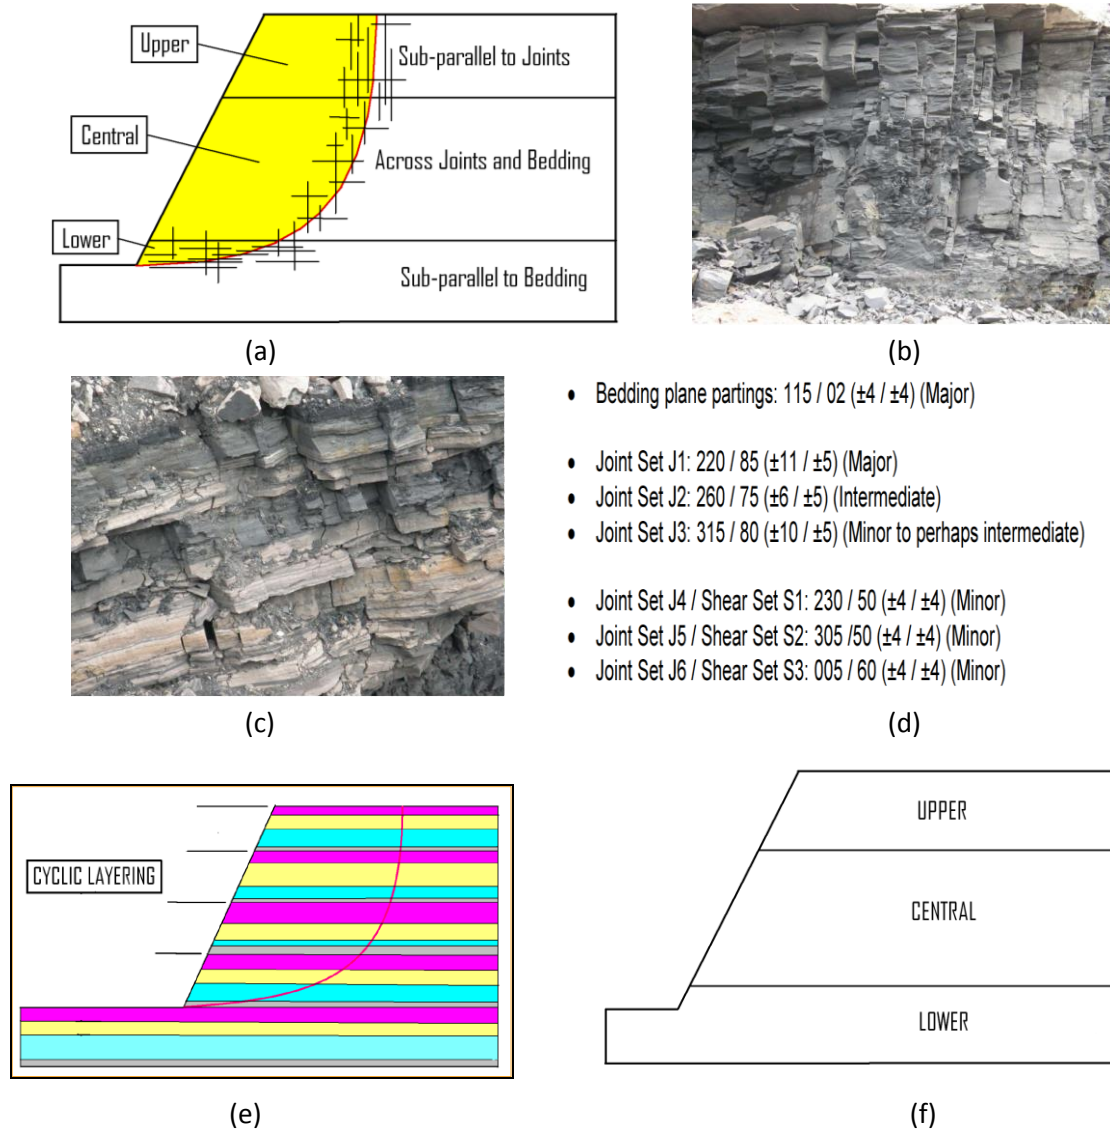 Upper
Sub-parallel to Joints
Central
Across Joints and Bedding
Lower
Sub-parallel to Bedding
(a)
(b)
• Bedding plane partings: 115 / 02 (±4 / ±4) (Major)
• Joint Set J1: 220 / 85 (±11 / ±5) (Major)
• Joint Set J2: 260 / 75 (±6 / ±5) (Intermediate)
• Joint Set J3: 315 / 80 (±10 / ±5) (Minor to perhaps intermediate)
• Joint Set J4 / Shear Set S1: 230 / 50 (±4 / ±4) (Minor)
• Joint Set J5 / Shear Set S2: 305 /50 (±4 / ±4) (Minor)
• Joint Set J6 / Shear Set S3: 005 / 60 (±4 / ±4) (Minor)
(c)
(d)
CYCLIC LAYERING
UPPER
CENTRAL
LOWER
(e)
(f)